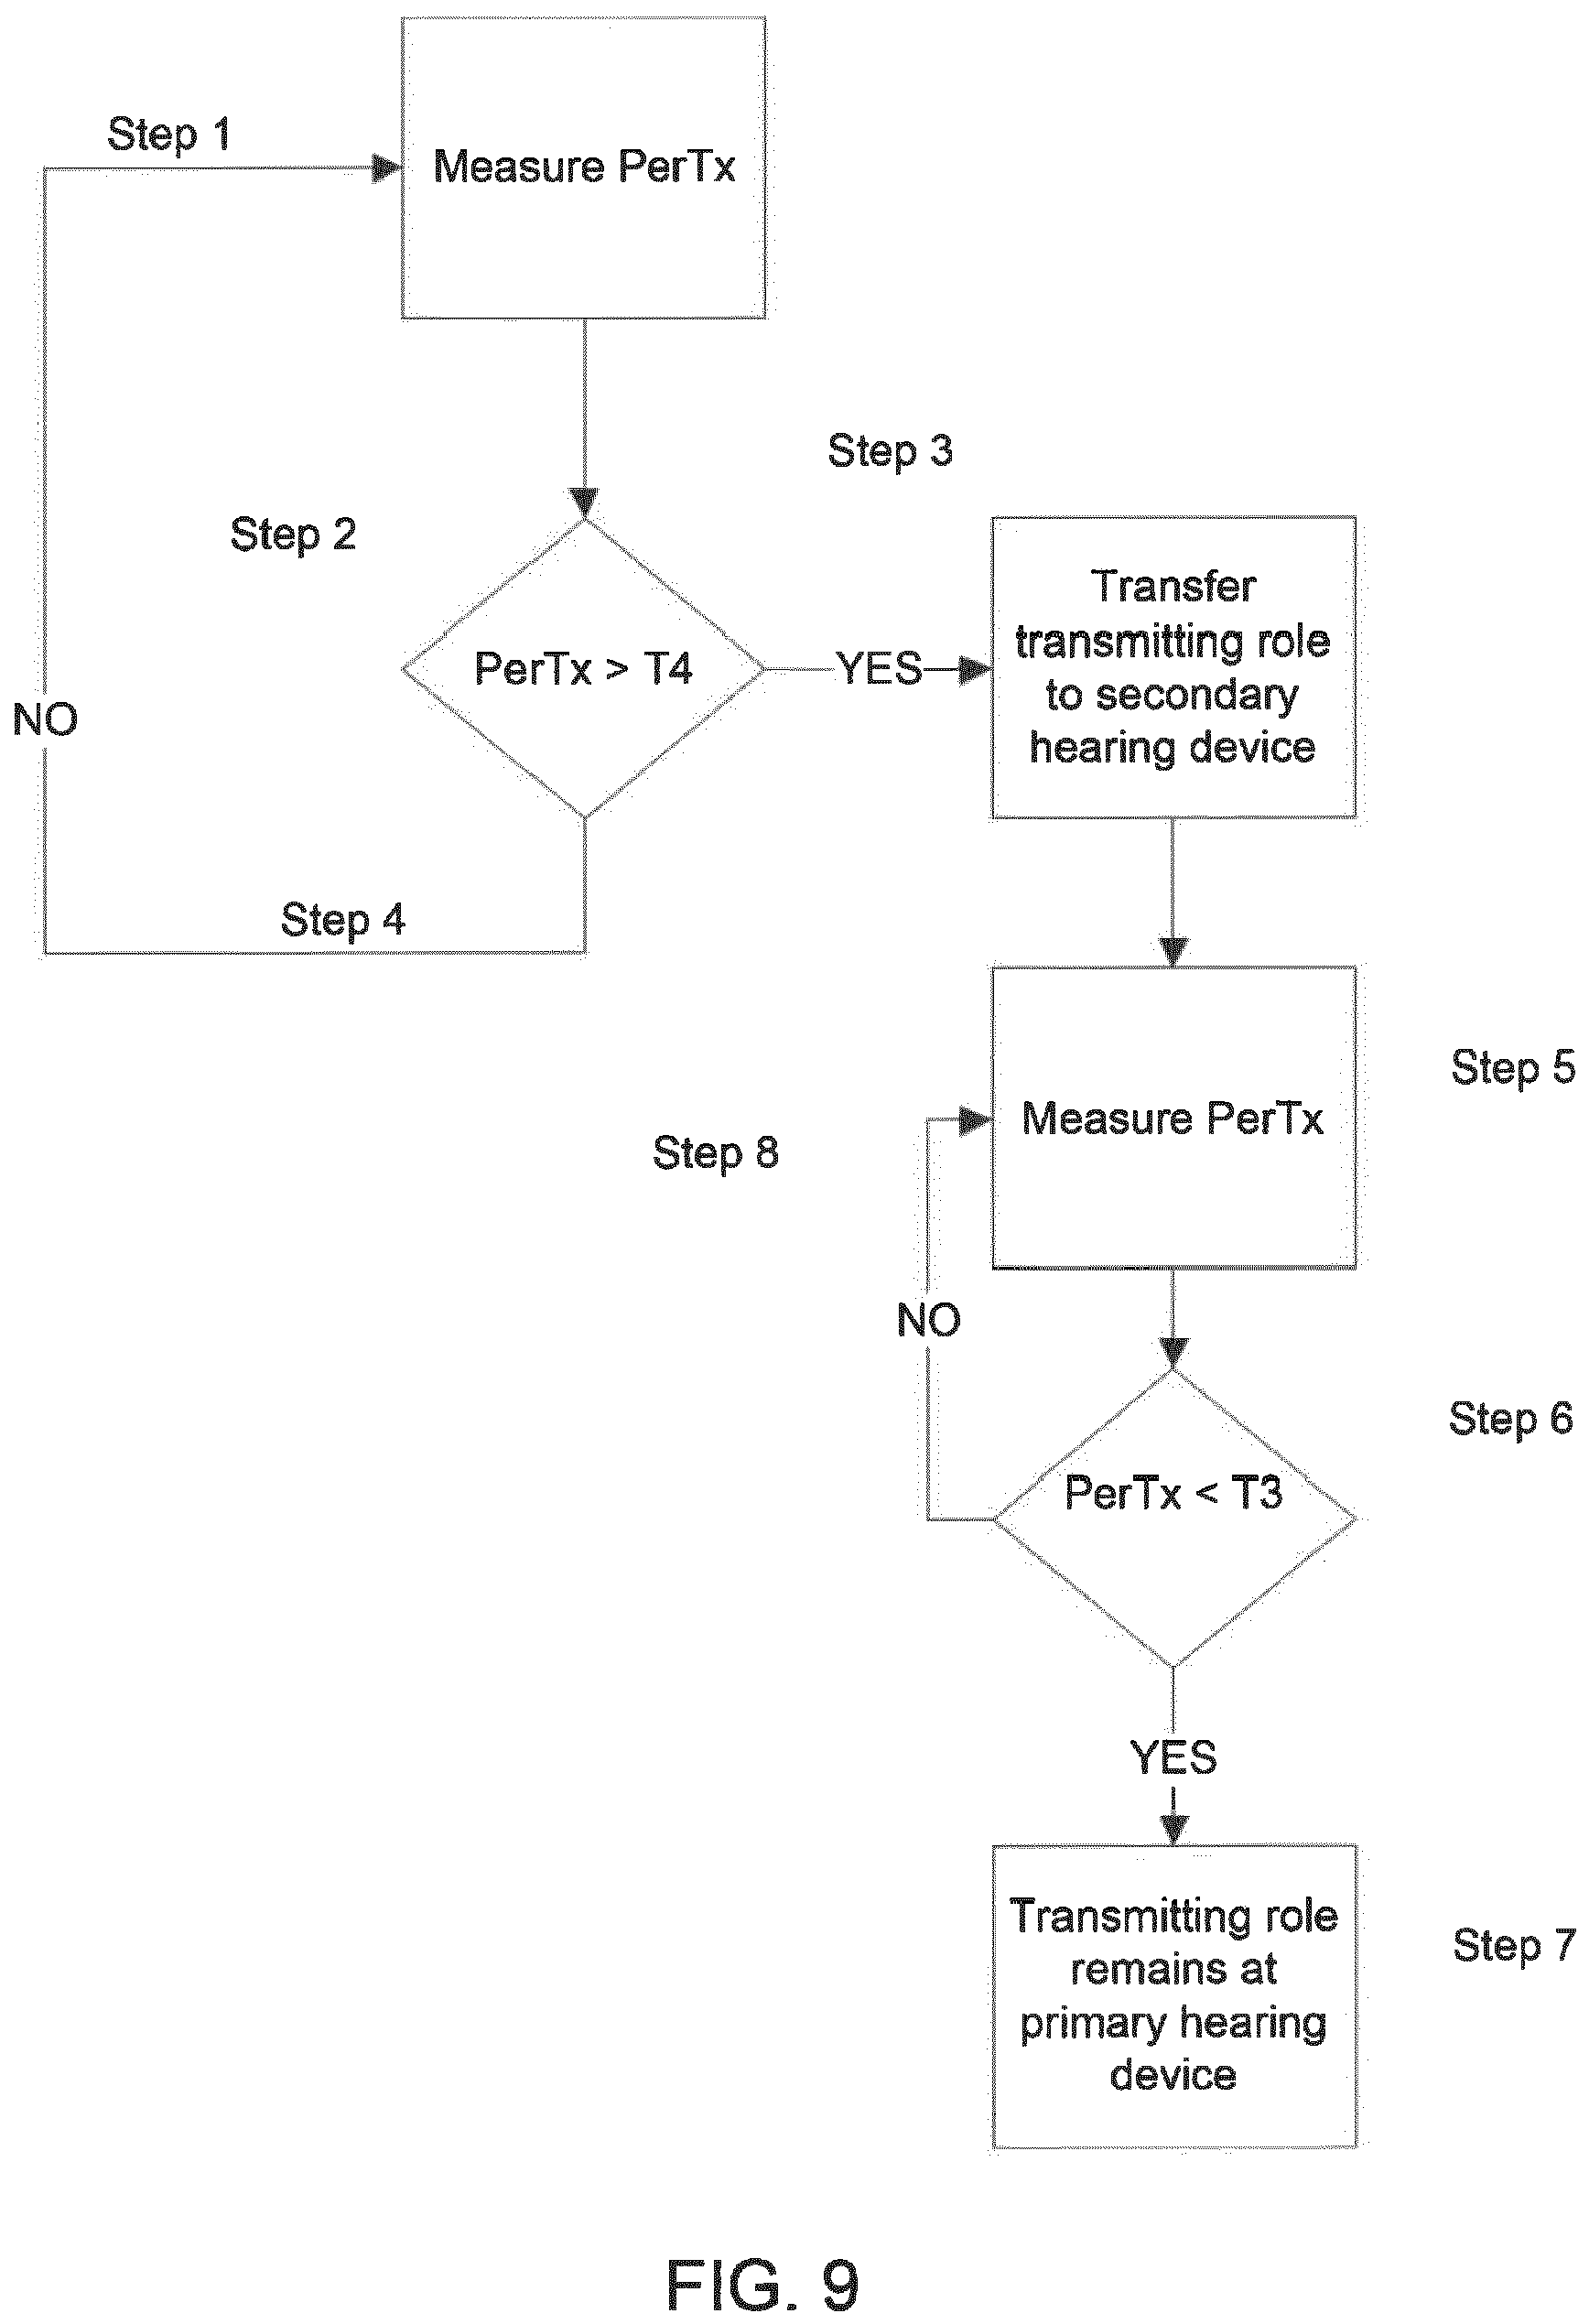 Step 1
Measure PerTx
Step 3
Step 2
Transfer
transmitting role
to secondary
hearing device
PerTx > T4
YES
NO
Step 4
Step 5
Measure PerTx
Step 8
NO
Step 6
PerTx < T3
YES
Transmitting role
remains at
primary hearing
device
Step 7
FIG. 9